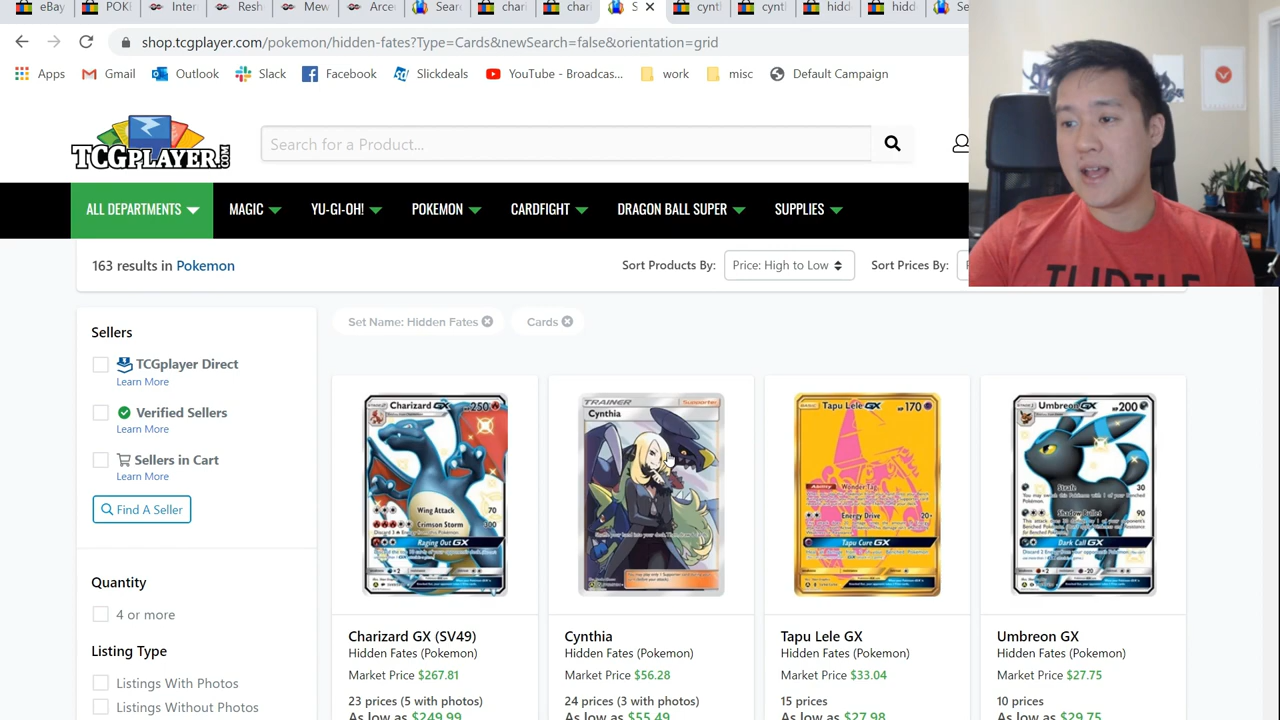 eBay
POKI
Inter
Resh
Mew
Arce
Sear
char
char
S
cynt
cynt
hidd
hidd
Se
shop.tcgplayer.com/pokemon/hidden-fates?Type=Cards&newSearch=false&orientation=grid
Apps Gmail Outlook Slack Facebook Slickdeals YouTube - Broadcas... work misc Default Campaign
TCGPLAYER.COM
Search for a Product...
ALL DEPARTMENTS MAGIC YU-GI-OH! POKEMON CARDFIGHT DRAGON BALL SUPER SUPPLIES
163 results in Pokemon
Sort Products By: Price: High to Low Sort Prices By:
Set Name: Hidden Fates Cards
Sellers
TCGplayer Direct
Learn More
Verified Sellers
Learn More
Sellers in Cart
Learn More
Find A Seller
Quantity
4 or more
Listing Type
Listings With Photos
Listings Without Photos
Charizard GX 250
Wing Attack 70
Crimson Storm 300
Raging Out GX
TRAINER Supporter
Cynthia
Tapu Lele GX HP 170
Ability Wonder Tag
Energy Drive 20+
Tapu Cure GX
Umbreon GX HP 200
Strafe 30
Shadow Bullet 90
Dark Call GX
Charizard GX (SV49)
Hidden Fates (Pokemon)
Market Price $267.81
23 prices (5 with photos)
As low as $249.99
Cynthia
Hidden Fates (Pokemon)
Market Price $56.28
24 prices (3 with photos)
As low as $55.49
Tapu Lele GX
Hidden Fates (Pokemon)
Market Price $33.04
15 prices
As low as $27.98
Umbreon GX
Hidden Fates (Pokemon)
Market Price $27.75
10 prices
As low as $29.75